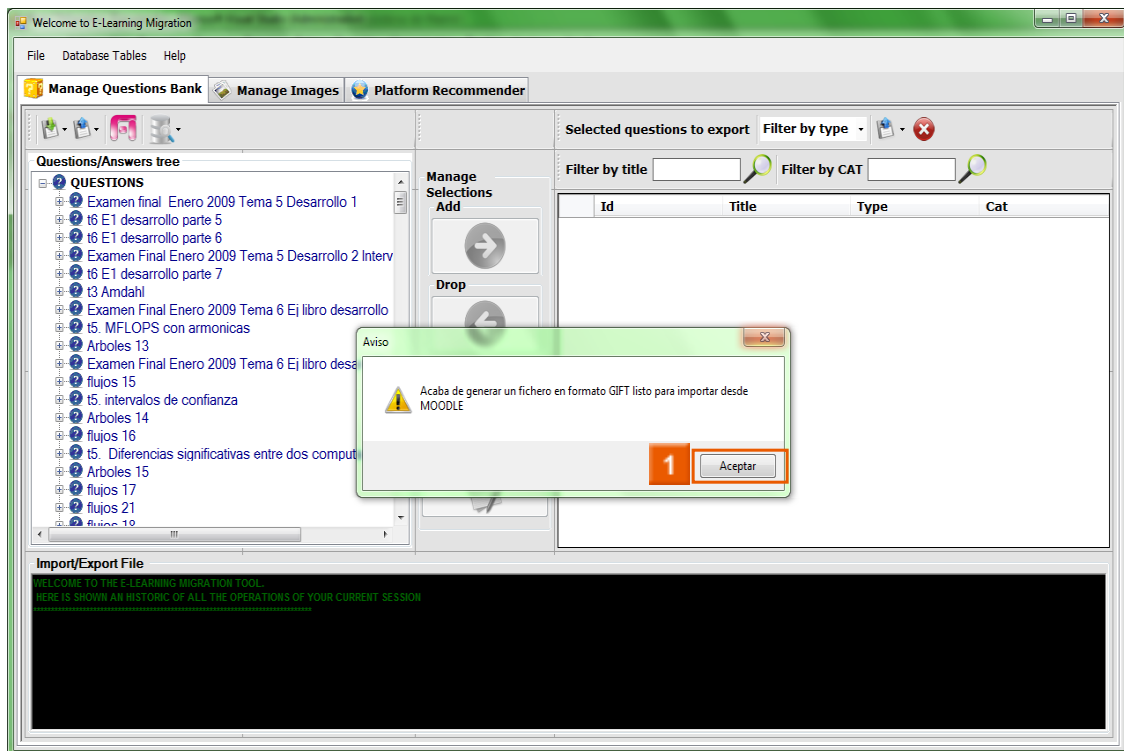 Welcome to E-Learning Migration
File Database Tables Help
Manage Questions Bank Manage Images Platform Recommender
Selected questions to export Filter by type
Filter by title Filter by CAT
Questions/Answers tree
QUESTIONS
Examen final Enero 2009 Tema 5 Desarrollo 1
t6 E1 desarrollo parte 5
t6 E1 desarrollo parte 6
Examen Final Enero 2009 Tema 5 Desarrollo 2 Interv
t6 E1 desarrollo parte 7
t3 Amdahl
Examen Final Enero 2009 Tema 6 Ej libro desarrollo
t5. MFLOPS con armonicas
Arboles 13
Examen Final Enero 2009 Tema 6 Ej libro desa
flujos 15
t5. intervalos de confianza
Arboles 14
flujos 16
t5. Diferencias significativas entre dos comput
Arboles 15
flujos 17
flujos 21
flujos 18
Manage
Selections
Add
Drop
Id Title Type Cat
Aviso
Acaba de generar un fichero en formato GIFT listo para importar desde
MOODLE
1 Aceptar
Import/Export File
WELCOME TO THE E-LEARNING MIGRATION TOOL.
HERE IS SHOWN AN HISTORIC OF ALL THE OPERATIONS OF YOUR CURRENT SESSION